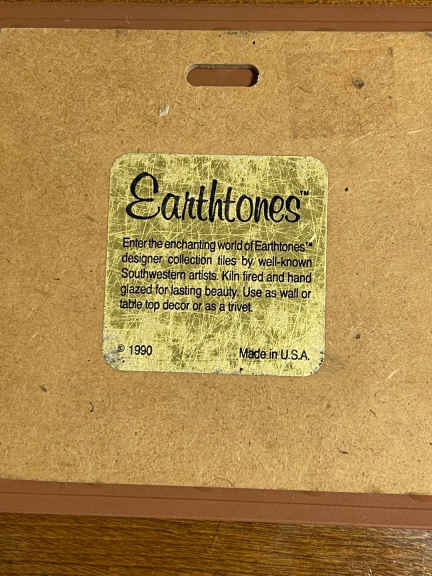 Earthtones™
Enter the enchanting world of Earthtones™
designer collection tiles by well-known
Southwestern artists. Kiln fired and hand
glazed for lasting beauty. Use as wall or
table top decor or as a trivet.
© 1990 Made in U.S.A.